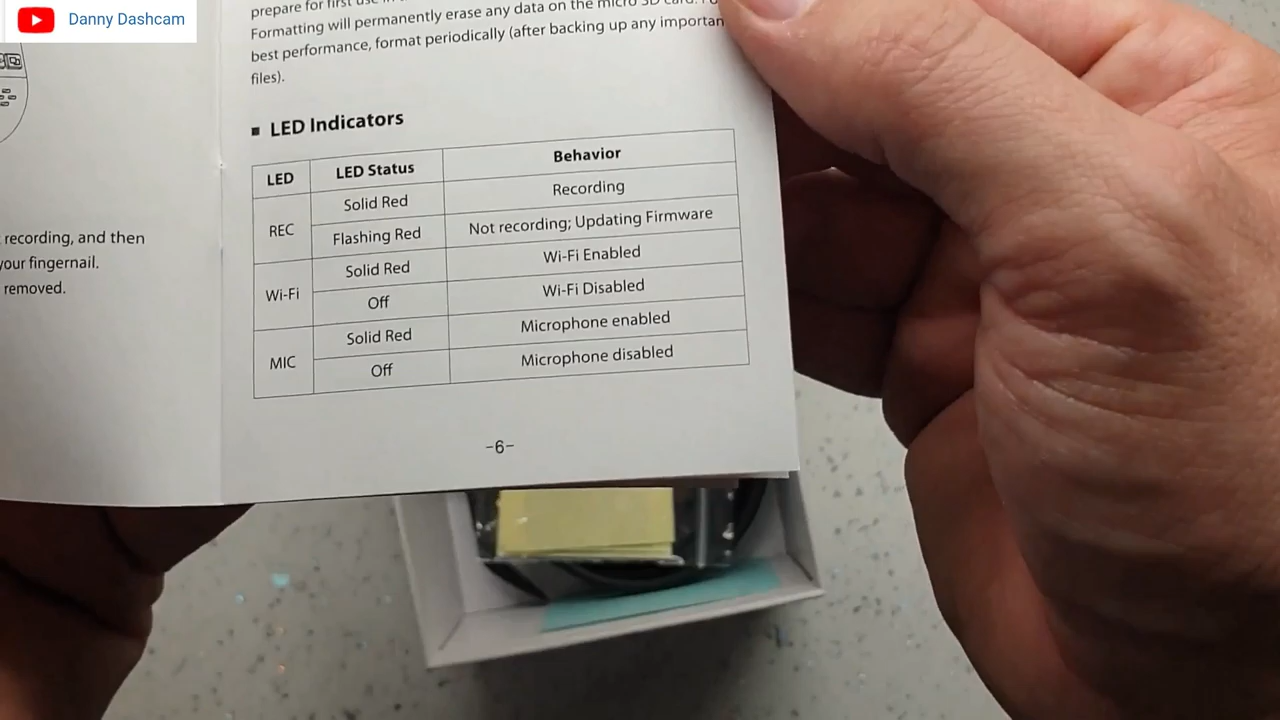 Danny Dashcam
prepare for first use in
Formatting will permanently erase any data on the micro SD card.
best performance, format periodically (after backing up any important
files).
■ LED Indicators
LED LED Status Behavior
REC Solid Red Recording
Flashing Red Not recording; Updating Firmware
Wi-Fi Solid Red Wi-Fi Enabled
Off Wi-Fi Disabled
MIC Solid Red Microphone enabled
Off Microphone disabled
-6-
recording, and then
your fingernail.
removed.